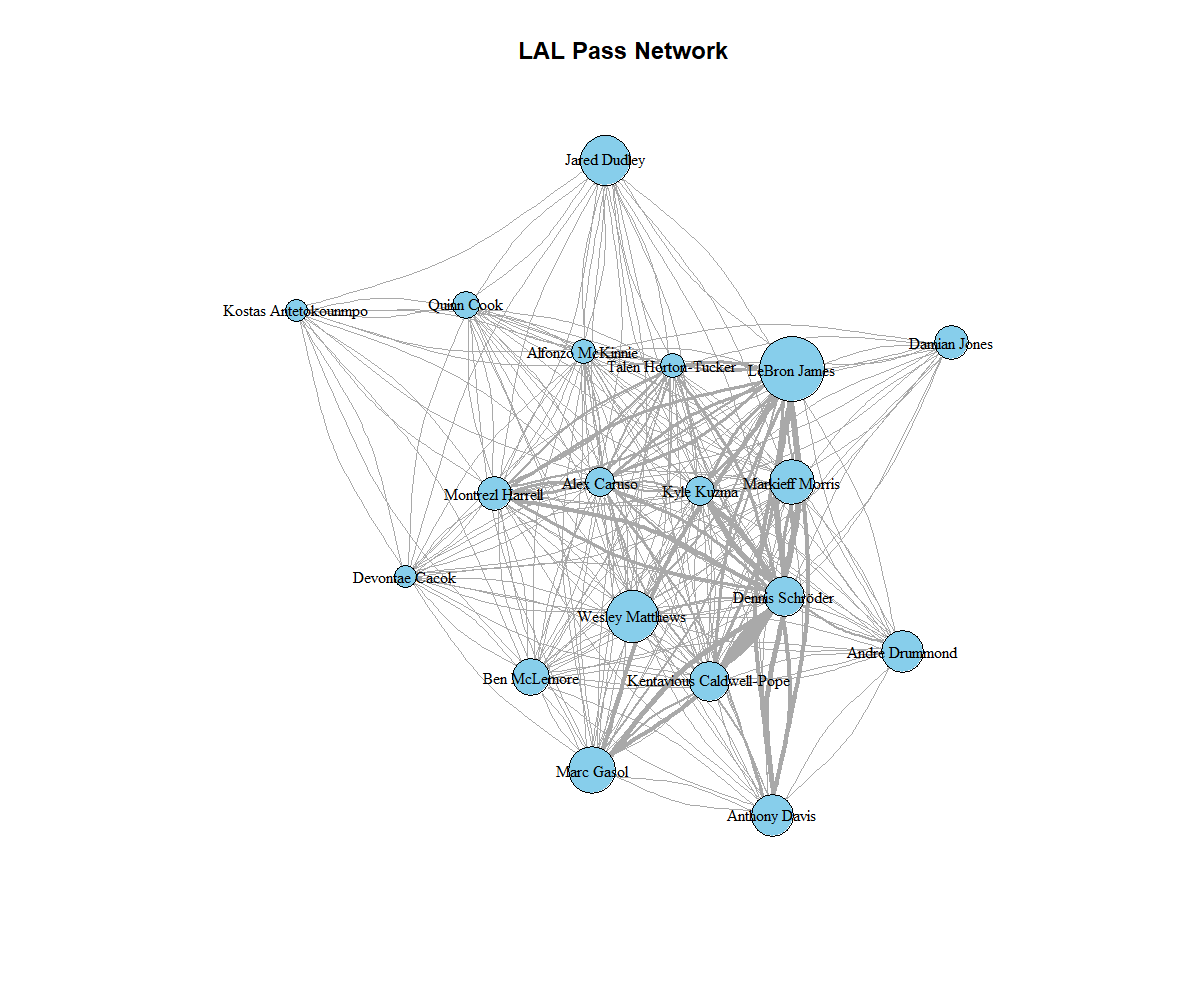 LAL Pass Network
Jared Dudley
Quinn Cook
Kostas Antetokounmpo
Damian Jones
Alfonzo McKinnie
Talen Horton-Tucker
LeBron James
Alex Caruso
Markieff Morris
Kyle Kuzma
Montrezl Harrell
Devontae Cacok
Dennis Schröder
Wesley Matthews
Andre Drummond
Ben McLemore
Kentavious Caldwell-Pope
Marc Gasol
Anthony Davis